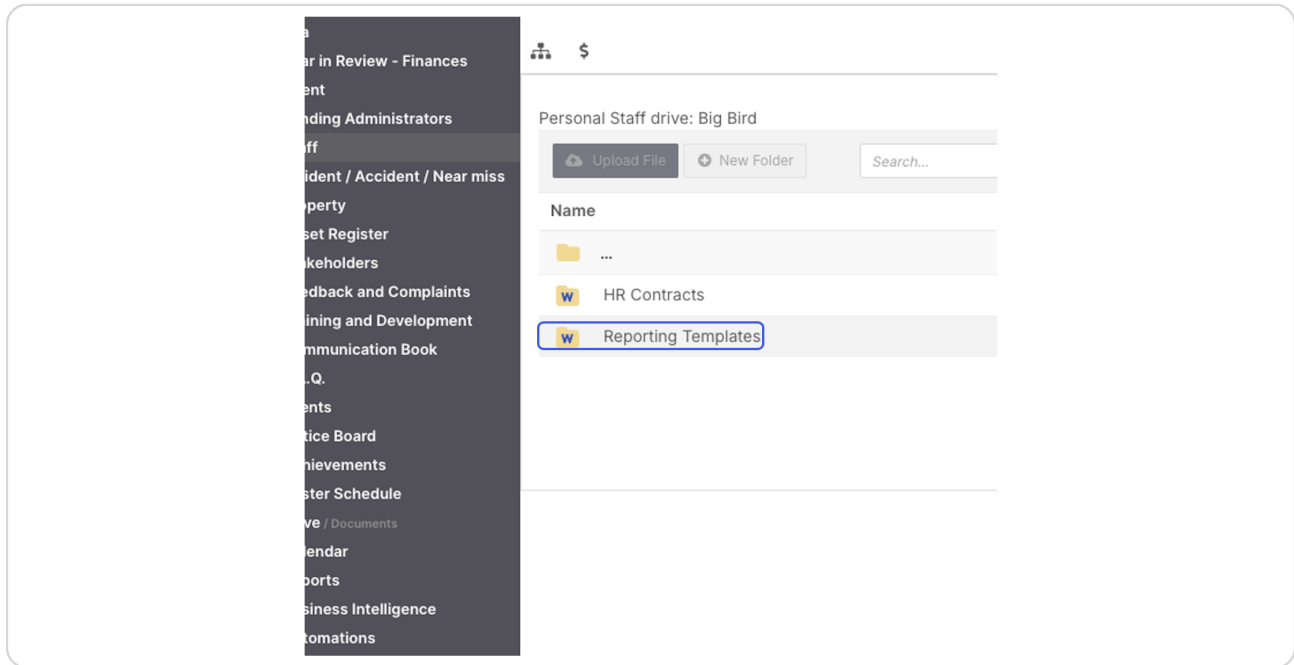 a
ar in Review - Finances
ent
nding Administrators
ff
ident / Accident / Near miss
perty
set Register
keholders
edback and Complaints
ining and Development
mmunication Book
.Q.
ents
tice Board
hievements
ster Schedule
ve / Documents
lendar
ports
siness Intelligence
tomations
$
Personal Staff drive: Big Bird
Upload File
New Folder
Search...
Name
...
W HR Contracts
W Reporting Templates